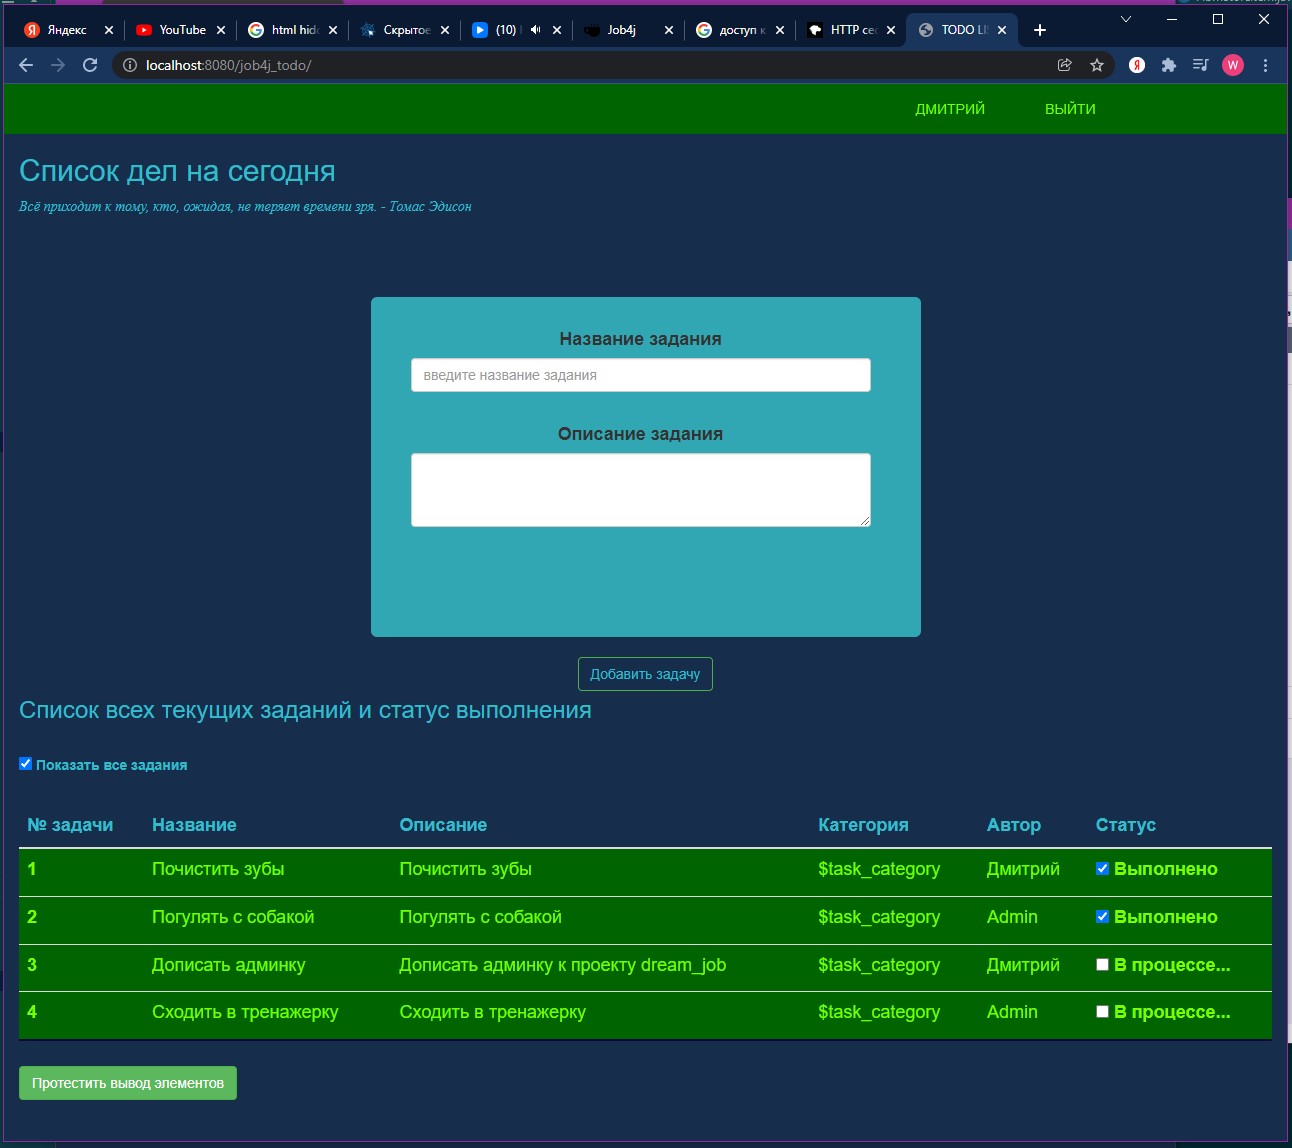 Яндекс YouTube html hid Скрытое (10) Job4j доступ к HTTP се TODO LI
localhost:8080/job4j_todo/
W
ДМИТРИЙ ВЫЙТИ
Список дел на сегодня
Всё приходит к тому, кто, ожидая, не теряет времени зря. - Томас Эдисон
Название задания
введите название задания
Описание задания
Добавить задачу
Список всех текущих заданий и статус выполнения
Показать все задания
№ задачи Название Описание Категория Автор Статус
1 Почистить зубы Почистить зубы $task_category Дмитрий Выполнено
2 Погулять с собакой Погулять с собакой $task_category Admin Выполнено
3 Дописать админку Дописать админку к проекту dream_job $task_category Дмитрий В процессе...
4 Сходить в тренажерку Сходить в тренажерку $task_category Admin В процессе...
Протестить вывод элементов